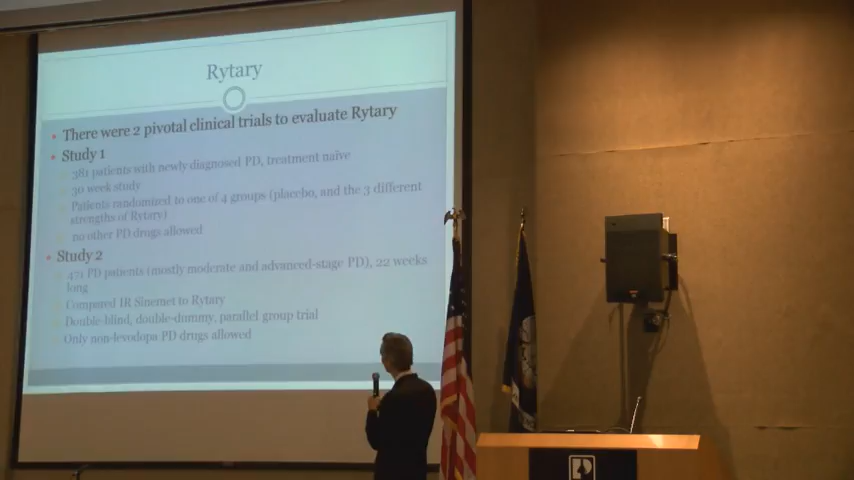 Rytary
There were 2 pivotal clinical trials to evaluate Rytary
Study 1
381 patients with newly diagnosed PD, treatment naïve
30 week study
Patients randomized to one of 4 groups (placebo, and the 3 different
strengths of Rytary)
no other PD drugs allowed
Study 2
471 PD patients (mostly moderate and advanced-stage PD), 22 weeks
long
Compared IR Sinemet to Rytary
Double-blind, double-dummy, parallel group trial
Only non-levodopa PD drugs allowed